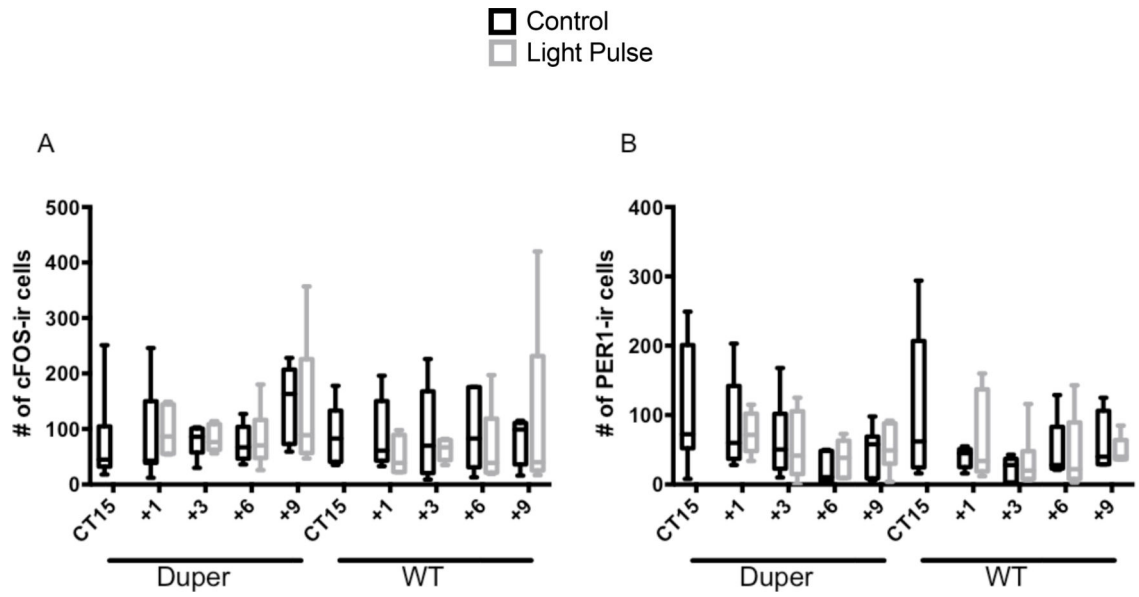 Control
Light Pulse
A
# of cFOS-ir cells
500
400
300
200
100
0
CT15 +1 +3 +6 +9 CT15 +1 +3 +6 +9
Duper WT
B
# of PER1-ir cells
400
300
200
100
0
CT15 +1 +3 +6 +9 CT15 +1 +3 +6 +9
Duper WT